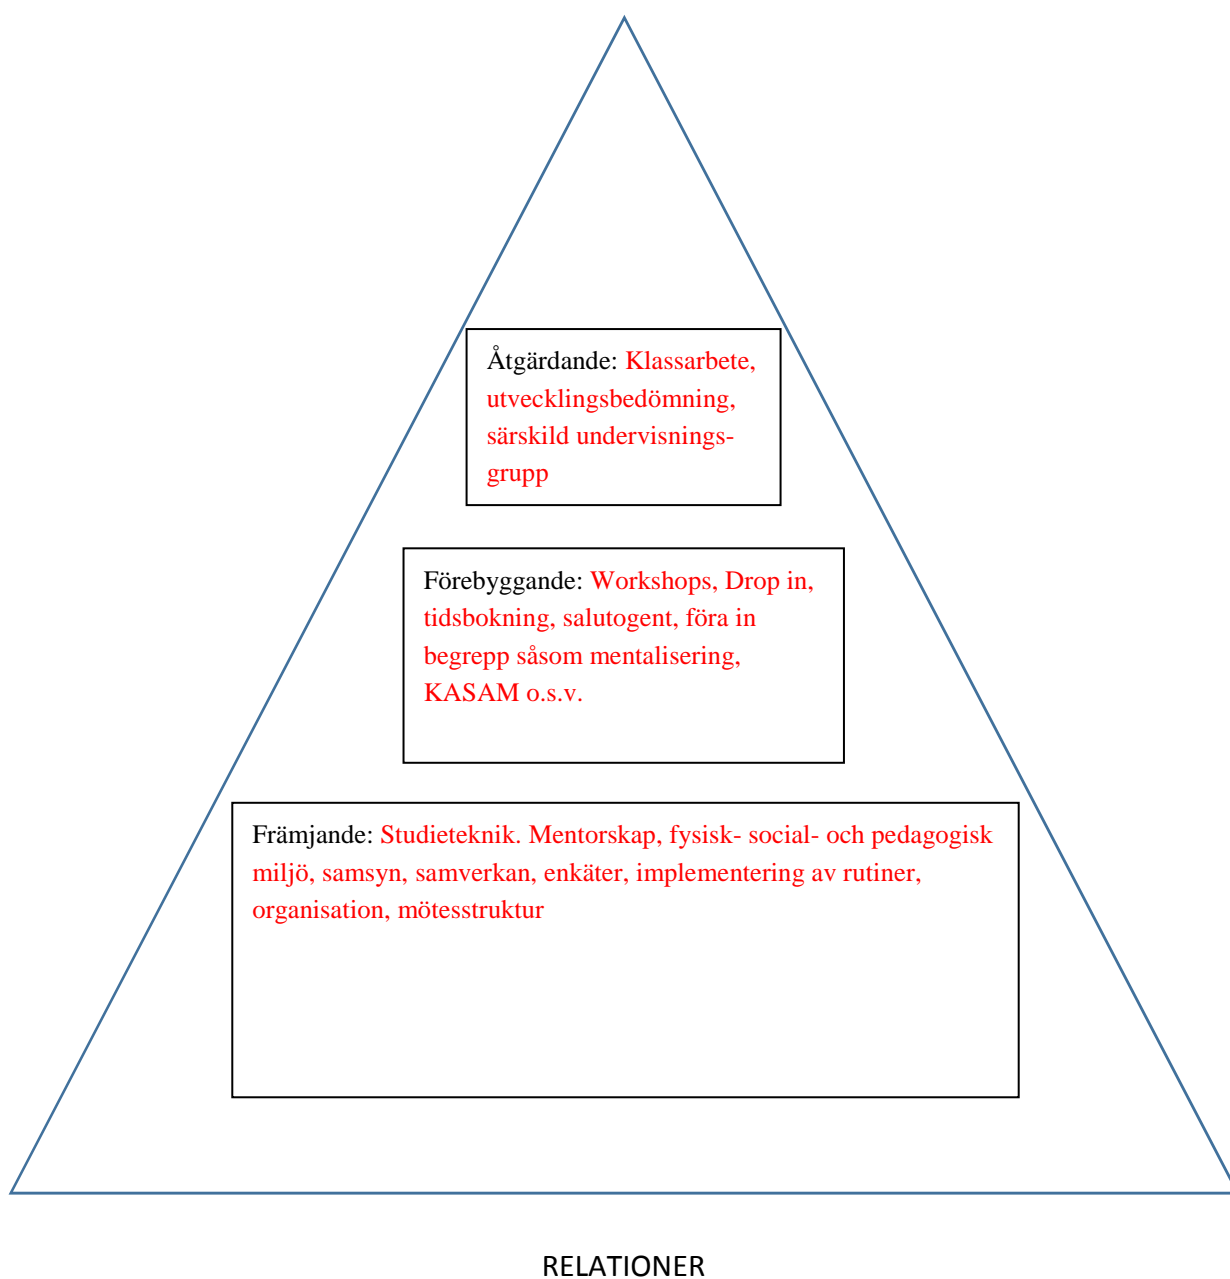 Åtgärdande: Klassarbete,
utvecklingsbedömning,
särskild undervisnings-
grupp
Förebyggande: Workshops, Drop in,
tidsbokning, salutogent, föra in
begrepp såsom mentalisering,
KASAM o.s.v.
Främjande: Studieteknik. Mentorskap, fysisk- social- och pedagogisk
miljö, samsyn, samverkan, enkäter, implementering av rutiner,
organisation, mötesstruktur
RELATIONER